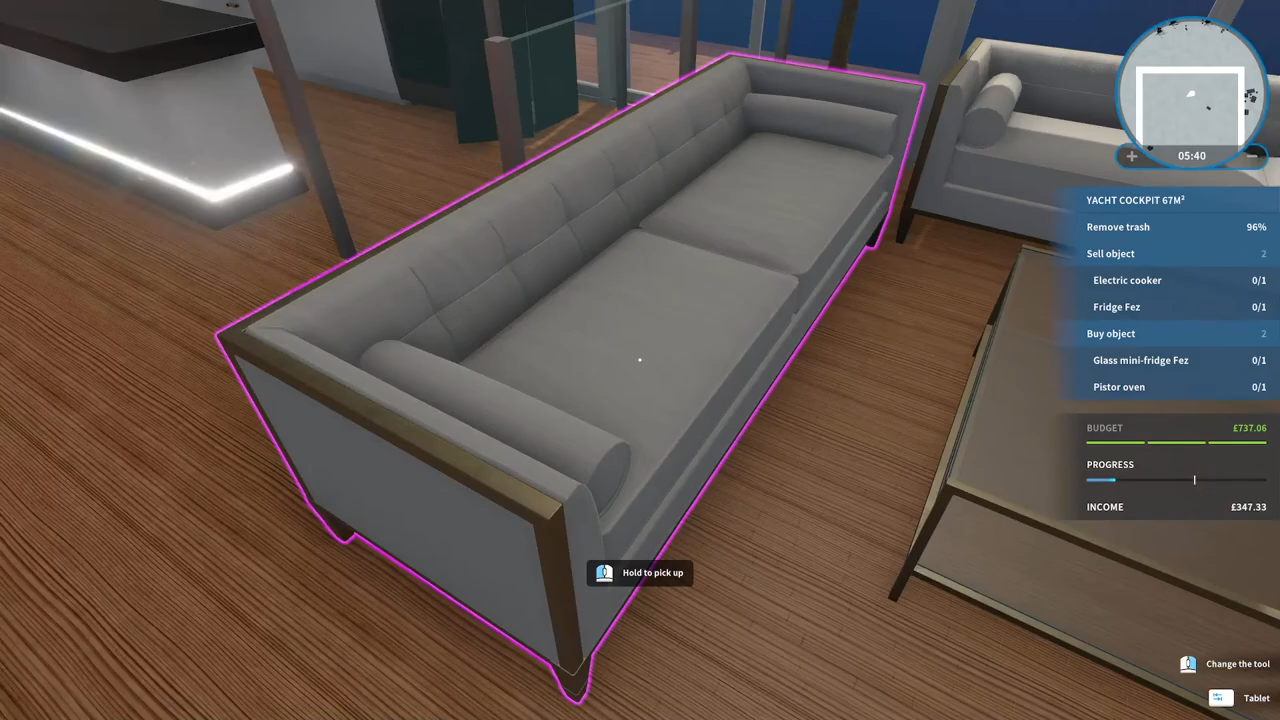 05:40
YACHT COCKPIT 67M²
Remove trash 96%
Sell object 2
Electric cooker 0/1
Fridge Fez 0/1
Buy object 2
Glass mini-fridge Fez 0/1
Pistor oven 0/1
BUDGET £737.06
PROGRESS
INCOME £347.33
Hold to pick up
Change the tool
Tablet